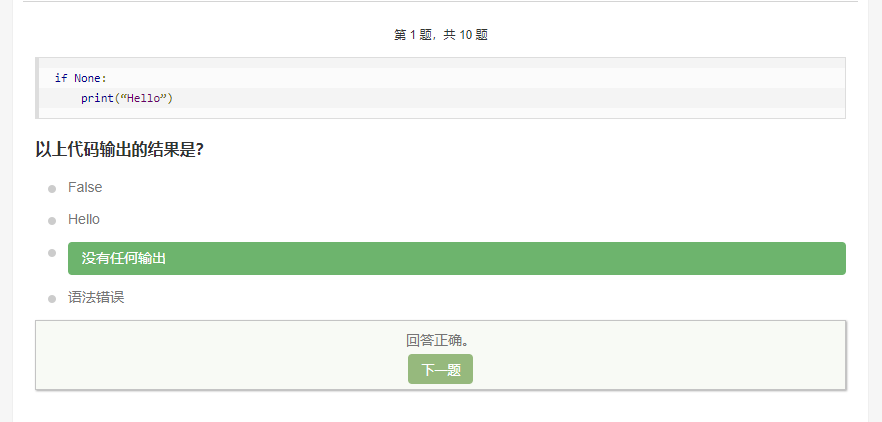 第 1 题，共 10 题
if None:
    print(“Hello”)
以上代码输出的结果是？
False
Hello
没有任何输出
语法错误
回答正确。
下一题